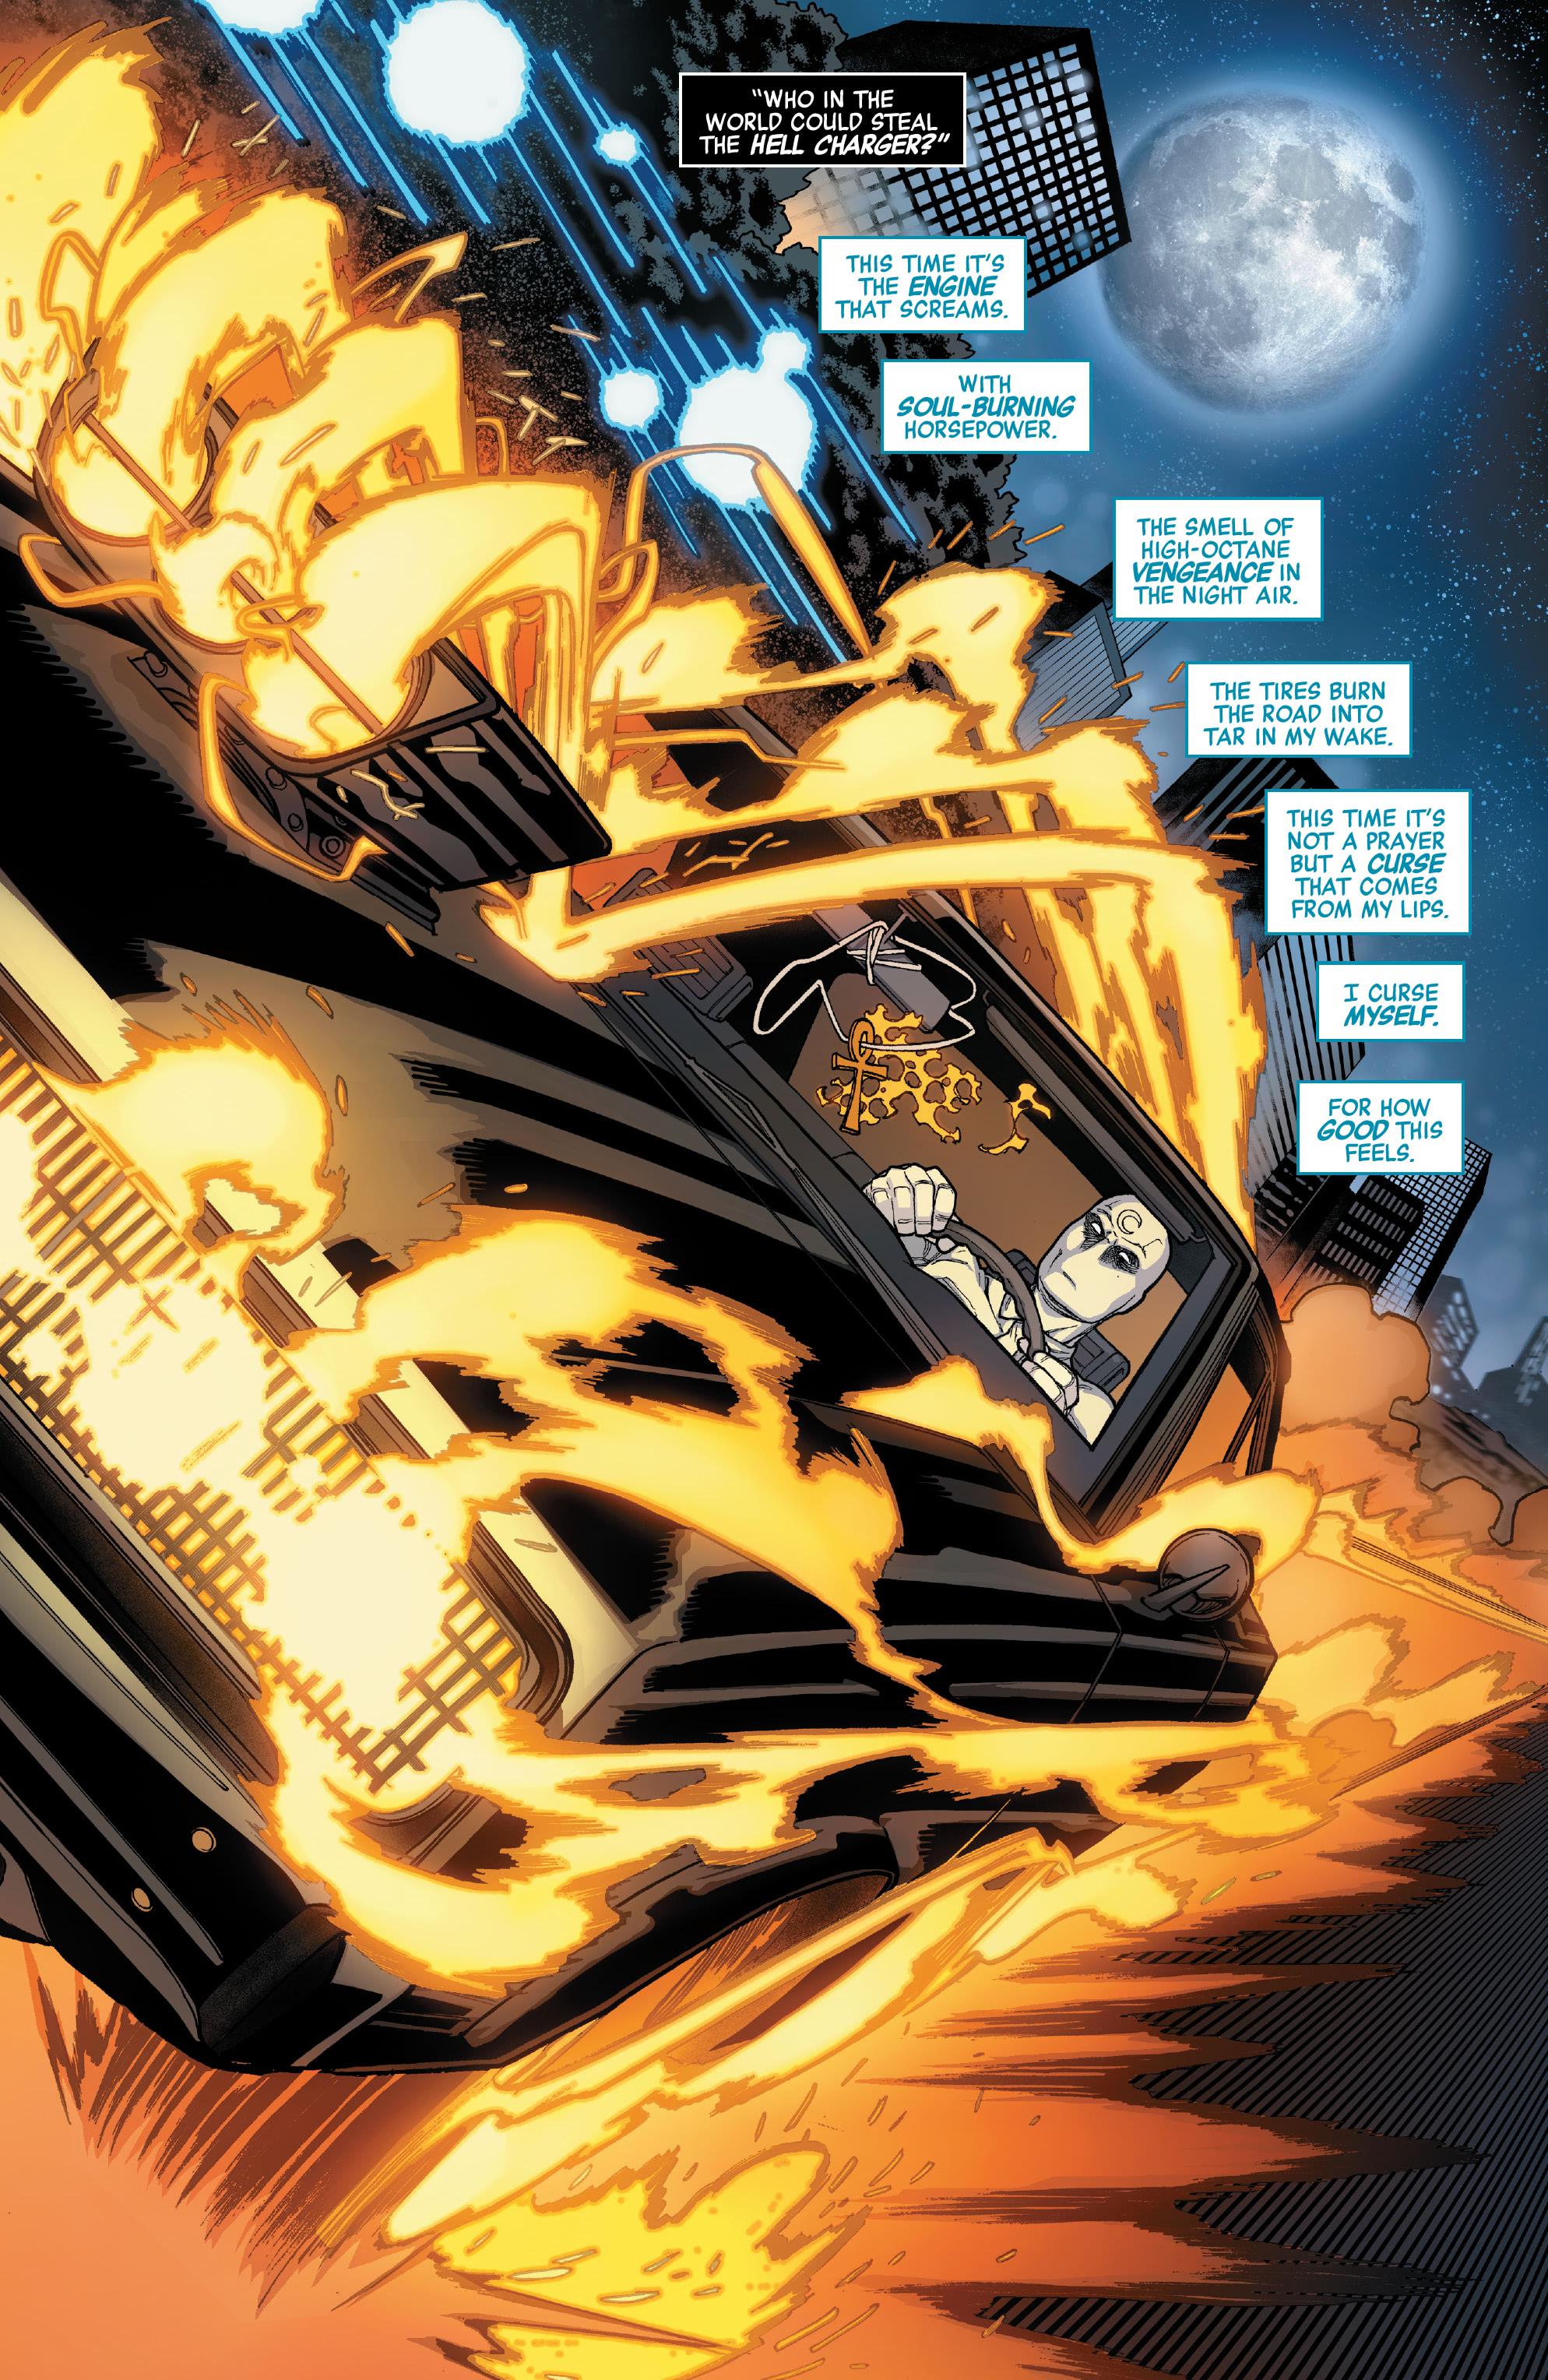 "WHO IN THE
WORLD COULD STEAL
THE HELL CHARGER?"
THIS TIME IT'S
THE ENGINE
THAT SCREAMS.
WITH
SOUL-BURNING
HORSEPOWER.
THE SMELL OF
HIGH-OCTANE
VENGEANCE IN
THE NIGHT AIR.
THE TIRES BURN
THE ROAD INTO
TAR IN MY WAKE.
THIS TIME IT'S
NOT A PRAYER
BUT A CURSE
THAT COMES
FROM MY LIPS.
I CURSE
MYSELF.
FOR HOW
GOOD THIS
FEELS.